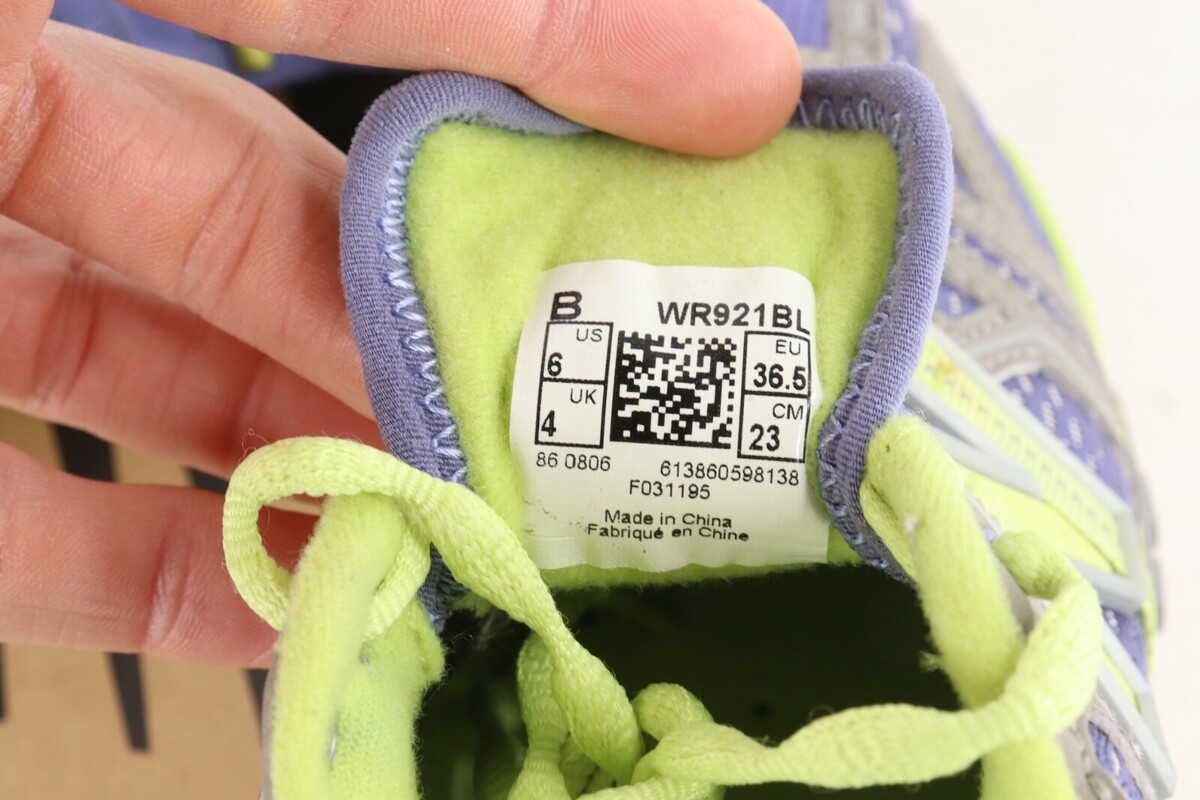 B WR921BL
US
6
UK
4
EU
36.5
CM
23
86 0806 613860598138
F031195
Made in China
Fabriqué en Chine